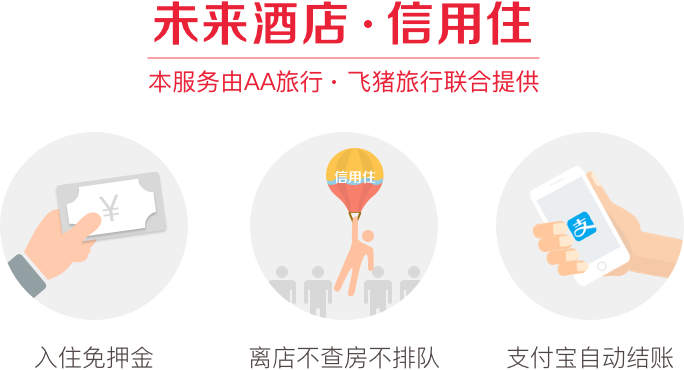 未来酒店·信用住
本服务由AA旅行·飞猪旅行联合提供
¥
信用住
支
入住免押金
离店不查房不排队
支付宝自动结账